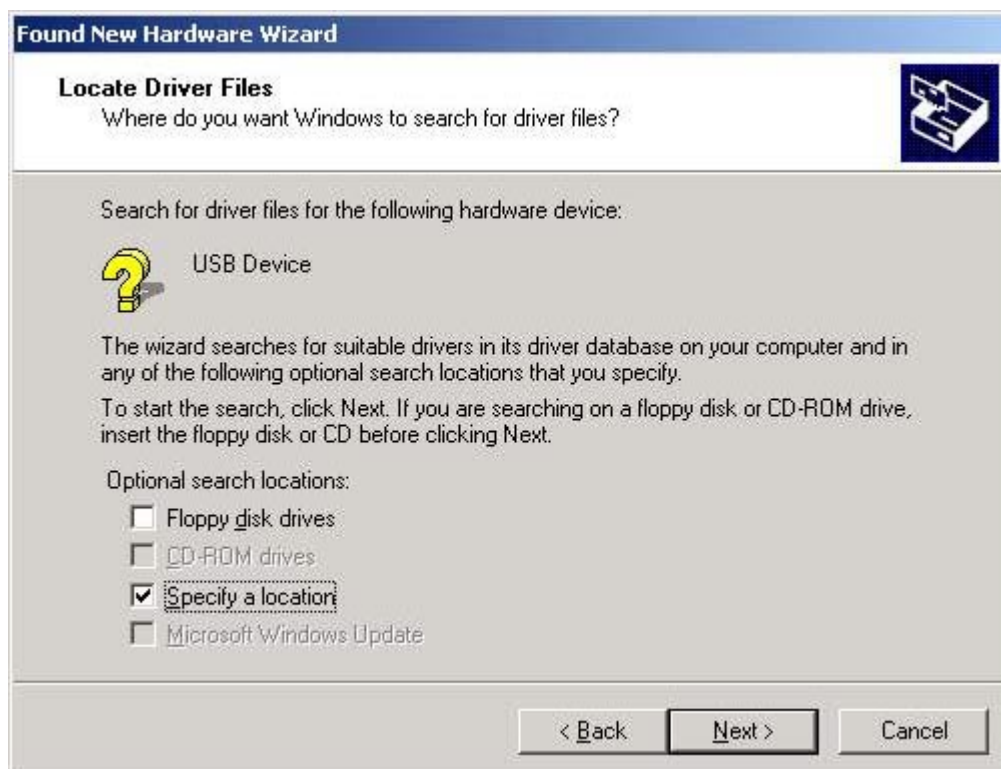 Found New Hardware Wizard
Locate Driver Files
Where do you want Windows to search for driver files?
Search for driver files for the following hardware device:
USB Device
The wizard searches for suitable drivers in its driver database on your computer and in
any of the following optional search locations that you specify.
To start the search, click Next. If you are searching on a floppy disk or CD-ROM drive,
insert the floppy disk or CD before clicking Next.
Optional search locations:
Floppy disk drives
CD-ROM drives
Specify a location
Microsoft Windows Update
< Back Next > Cancel